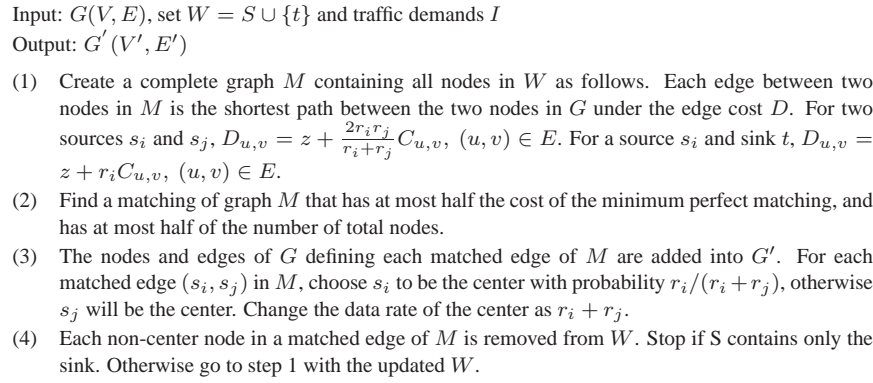 Input: G(V, E), set W = S ∪ {t} and traffic demands I
Output: G′(V′, E′)
(1) Create a complete graph M containing all nodes in W as follows. Each edge between two
nodes in M is the shortest path between the two nodes in G under the edge cost D. For two
sources s_i and s_j, D_{u,v} = z + \frac{2r_i r_j}{r_i+r_j} C_{u,v}, (u, v) ∈ E. For a source s_i and sink t, D_{u,v} =
z + r_i C_{u,v}, (u, v) ∈ E.
(2) Find a matching of graph M that has at most half the cost of the minimum perfect matching, and
has at most half of the number of total nodes.
(3) The nodes and edges of G defining each matched edge of M are added into G′. For each
matched edge (s_i, s_j) in M, choose s_i to be the center with probability r_i/(r_i + r_j), otherwise
s_j will be the center. Change the data rate of the center as r_i + r_j.
(4) Each non-center node in a matched edge of M is removed from W. Stop if S contains only the
sink. Otherwise go to step 1 with the updated W.